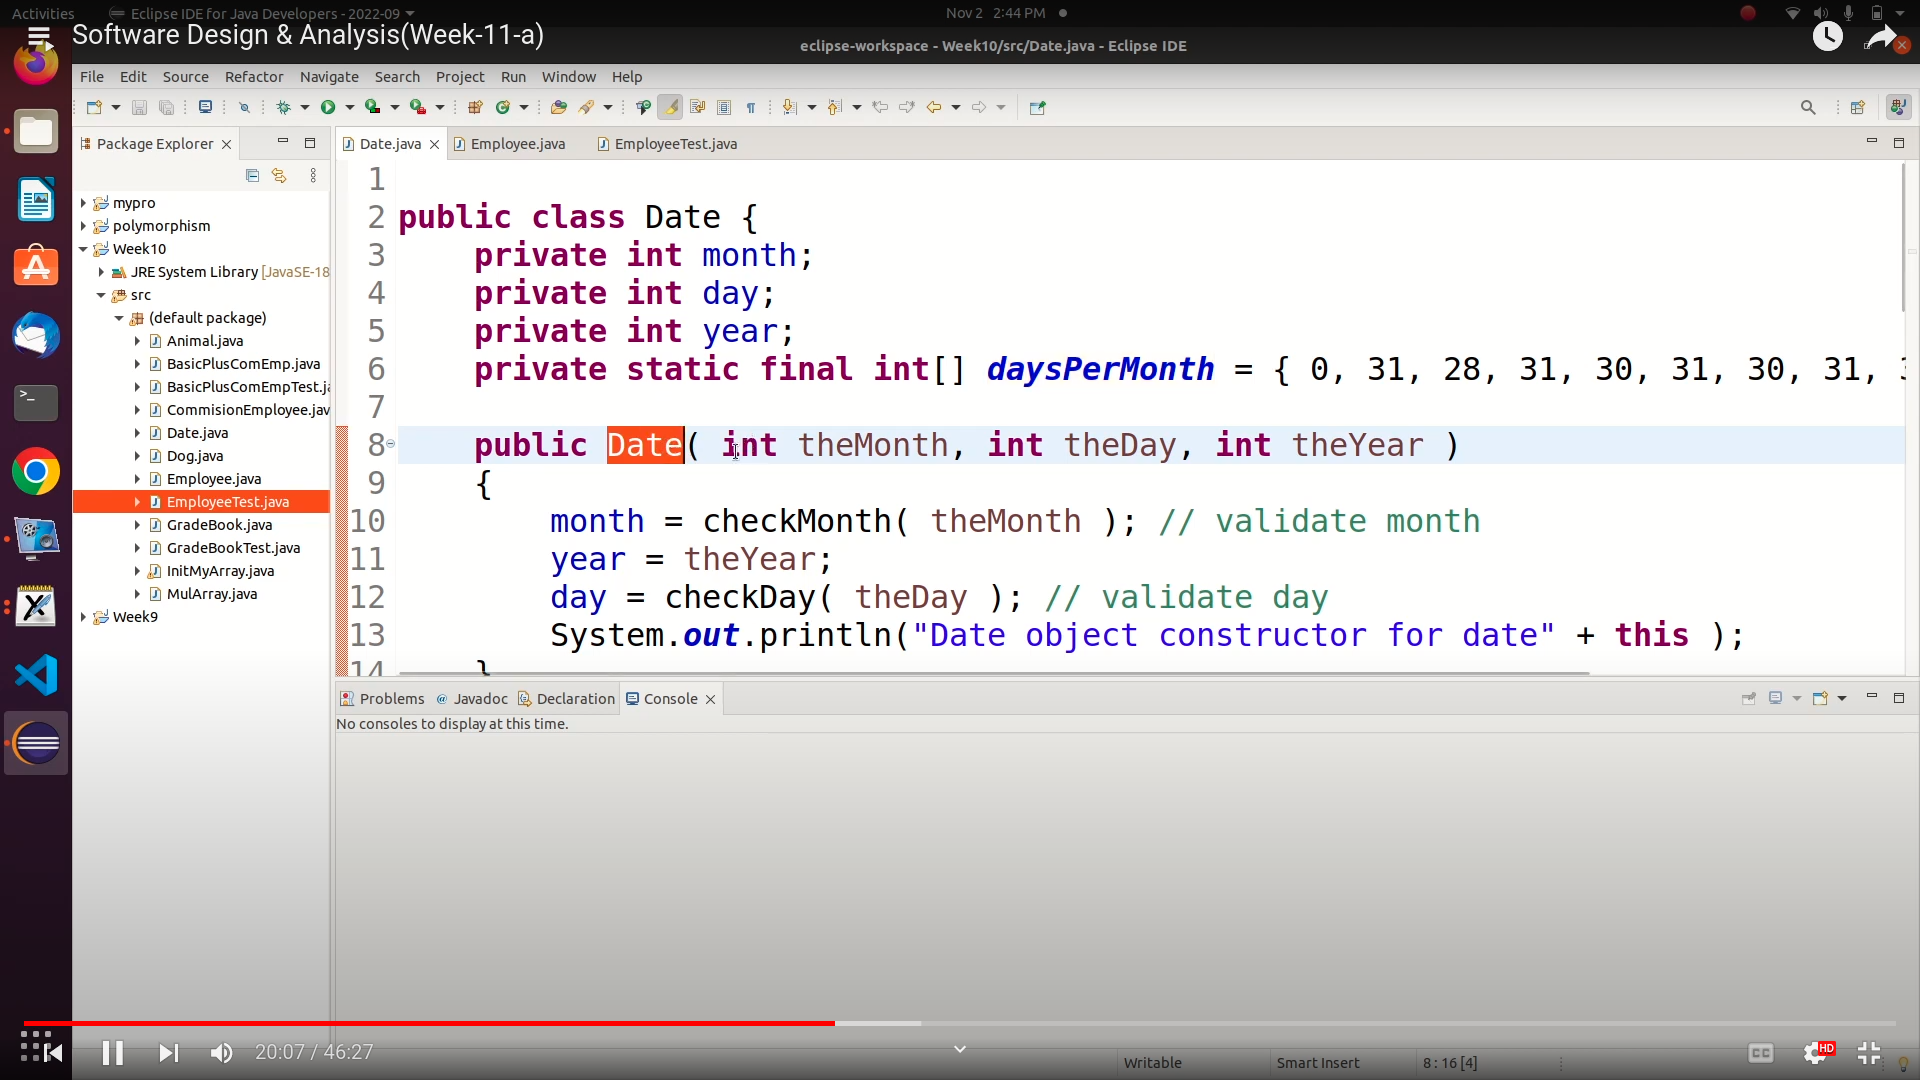 Activities Eclipse IDE for Java Developers - 2022-09 Nov 2 2:44 PM
Software Design & Analysis(Week-11-a)
eclipse-workspace - Week10/src/Date.java - Eclipse IDE
File Edit Source Refactor Navigate Search Project Run Window Help
Package Explorer
Date.java Employee.java EmployeeTest.java
mypro
polymorphism
Week10
JRE System Library [JavaSE-18
src
(default package)
Animal.java
BasicPlusComEmp.java
BasicPlusComEmpTest.ja
CommisionEmployee.jav
Date.java
Dog.java
Employee.java
EmployeeTest.java
GradeBook.java
GradeBookTest.java
InitMyArray.java
MulArray.java
Week9
1
2 public class Date {
3 private int month;
4 private int day;
5 private int year;
6 private static final int[] daysPerMonth = { 0, 31, 28, 31, 30, 31, 30, 31,
7
8 public Date( int theMonth, int theDay, int theYear )
9 {
10 month = checkMonth( theMonth ); // validate month
11 year = theYear;
12 day = checkDay( theDay ); // validate day
13 System.out.println("Date object constructor for date" + this );
14 }
Problems Javadoc Declaration Console
No consoles to display at this time.
20:07 / 46:27
Writable Smart Insert 8 : 16 [4]
CC HD